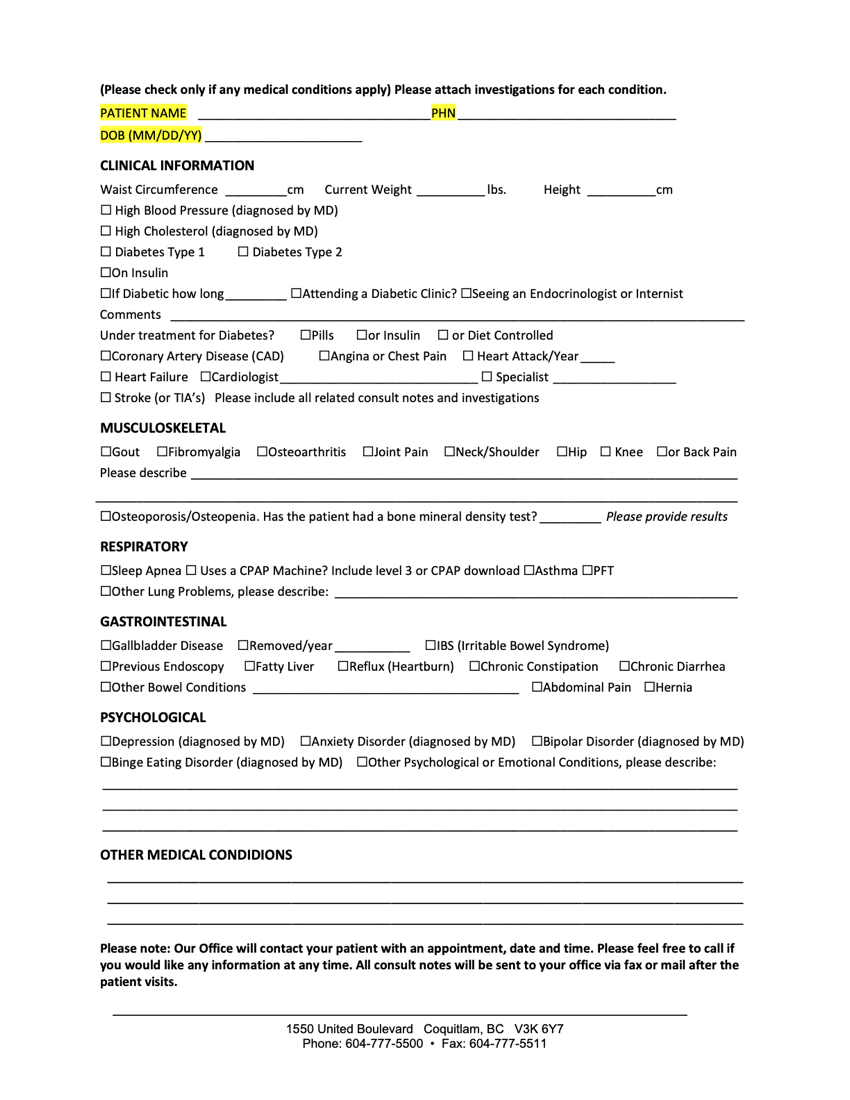 (Please check only if any medical conditions apply) Please attach investigations for each condition.
PATIENT NAME ________________________________PHN______________________________
DOB (MM/DD/YY) ______________________
CLINICAL INFORMATION
Waist Circumference ________cm Current Weight _________ lbs. Height _________cm
☐ High Blood Pressure (diagnosed by MD)
☐ High Cholesterol (diagnosed by MD)
☐ Diabetes Type 1 ☐ Diabetes Type 2
☐On Insulin
☐If Diabetic how long________ ☐Attending a Diabetic Clinic? ☐Seeing an Endocrinologist or Internist
Comments ______________________________________________________________________________
Under treatment for Diabetes? ☐Pills ☐or Insulin ☐ or Diet Controlled
☐Coronary Artery Disease (CAD) ☐Angina or Chest Pain ☐ Heart Attack/Year_____
☐ Heart Failure ☐Cardiologist___________________________ ☐ Specialist _________________
☐ Stroke (or TIA's) Please include all related consult notes and investigations
MUSCULOSKELETAL
☐Gout ☐Fibromyalgia ☐Osteoarthritis ☐Joint Pain ☐Neck/Shoulder ☐Hip ☐ Knee ☐or Back Pain
Please describe ___________________________________________________________________________
________________________________________________________________________________________
☐Osteoporosis/Osteopenia. Has the patient had a bone mineral density test? ________ Please provide results
RESPIRATORY
☐Sleep Apnea ☐ Uses a CPAP Machine? Include level 3 or CPAP download ☐Asthma ☐PFT
☐Other Lung Problems, please describe: _______________________________________________________
GASTROINTESTINAL
☐Gallbladder Disease ☐Removed/year __________ ☐IBS (Irritable Bowel Syndrome)
☐Previous Endoscopy ☐Fatty Liver ☐Reflux (Heartburn) ☐Chronic Constipation ☐Chronic Diarrhea
☐Other Bowel Conditions ____________________________________ ☐Abdominal Pain ☐Hernia
PSYCHOLOGICAL
☐Depression (diagnosed by MD) ☐Anxiety Disorder (diagnosed by MD) ☐Bipolar Disorder (diagnosed by MD)
☐Binge Eating Disorder (diagnosed by MD) ☐Other Psychological or Emotional Conditions, please describe:
_______________________________________________________________________________________
_______________________________________________________________________________________
_______________________________________________________________________________________
OTHER MEDICAL CONDIDIONS
_______________________________________________________________________________________
_______________________________________________________________________________________
_______________________________________________________________________________________
Please note: Our Office will contact your patient with an appointment, date and time. Please feel free to call if
you would like any information at any time. All consult notes will be sent to your office via fax or mail after the
patient visits.
1550 United Boulevard Coquitlam, BC V3K 6Y7
Phone: 604-777-5500 • Fax: 604-777-5511